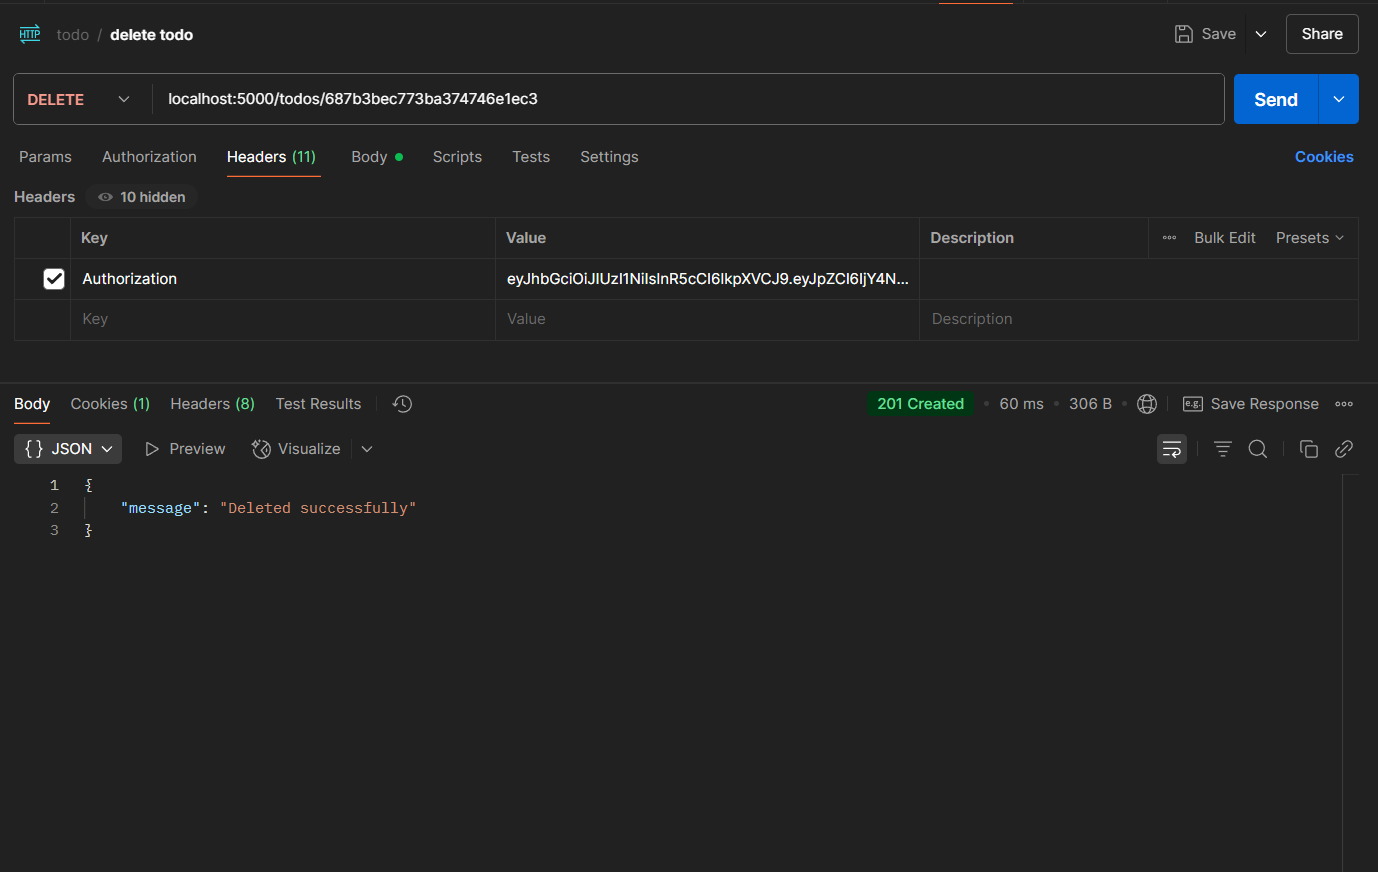 HTTP todo / delete todo Save Share
DELETE localhost:5000/todos/687b3bec773ba374746e1ec3 Send
Params Authorization Headers (11) Body Scripts Tests Settings Cookies
Headers 10 hidden
Key Value Description Bulk Edit Presets
Authorization eyJhbGciOiJIUzI1NiIsInR5cCI6IkpXVCJ9.eyJpZCI6IjY4N...
Key Value Description
Body Cookies (1) Headers (8) Test Results 201 Created • 60 ms • 306 B • e.g. Save Response
{} JSON Preview Visualize
1 {
2 "message": "Deleted successfully"
3 }